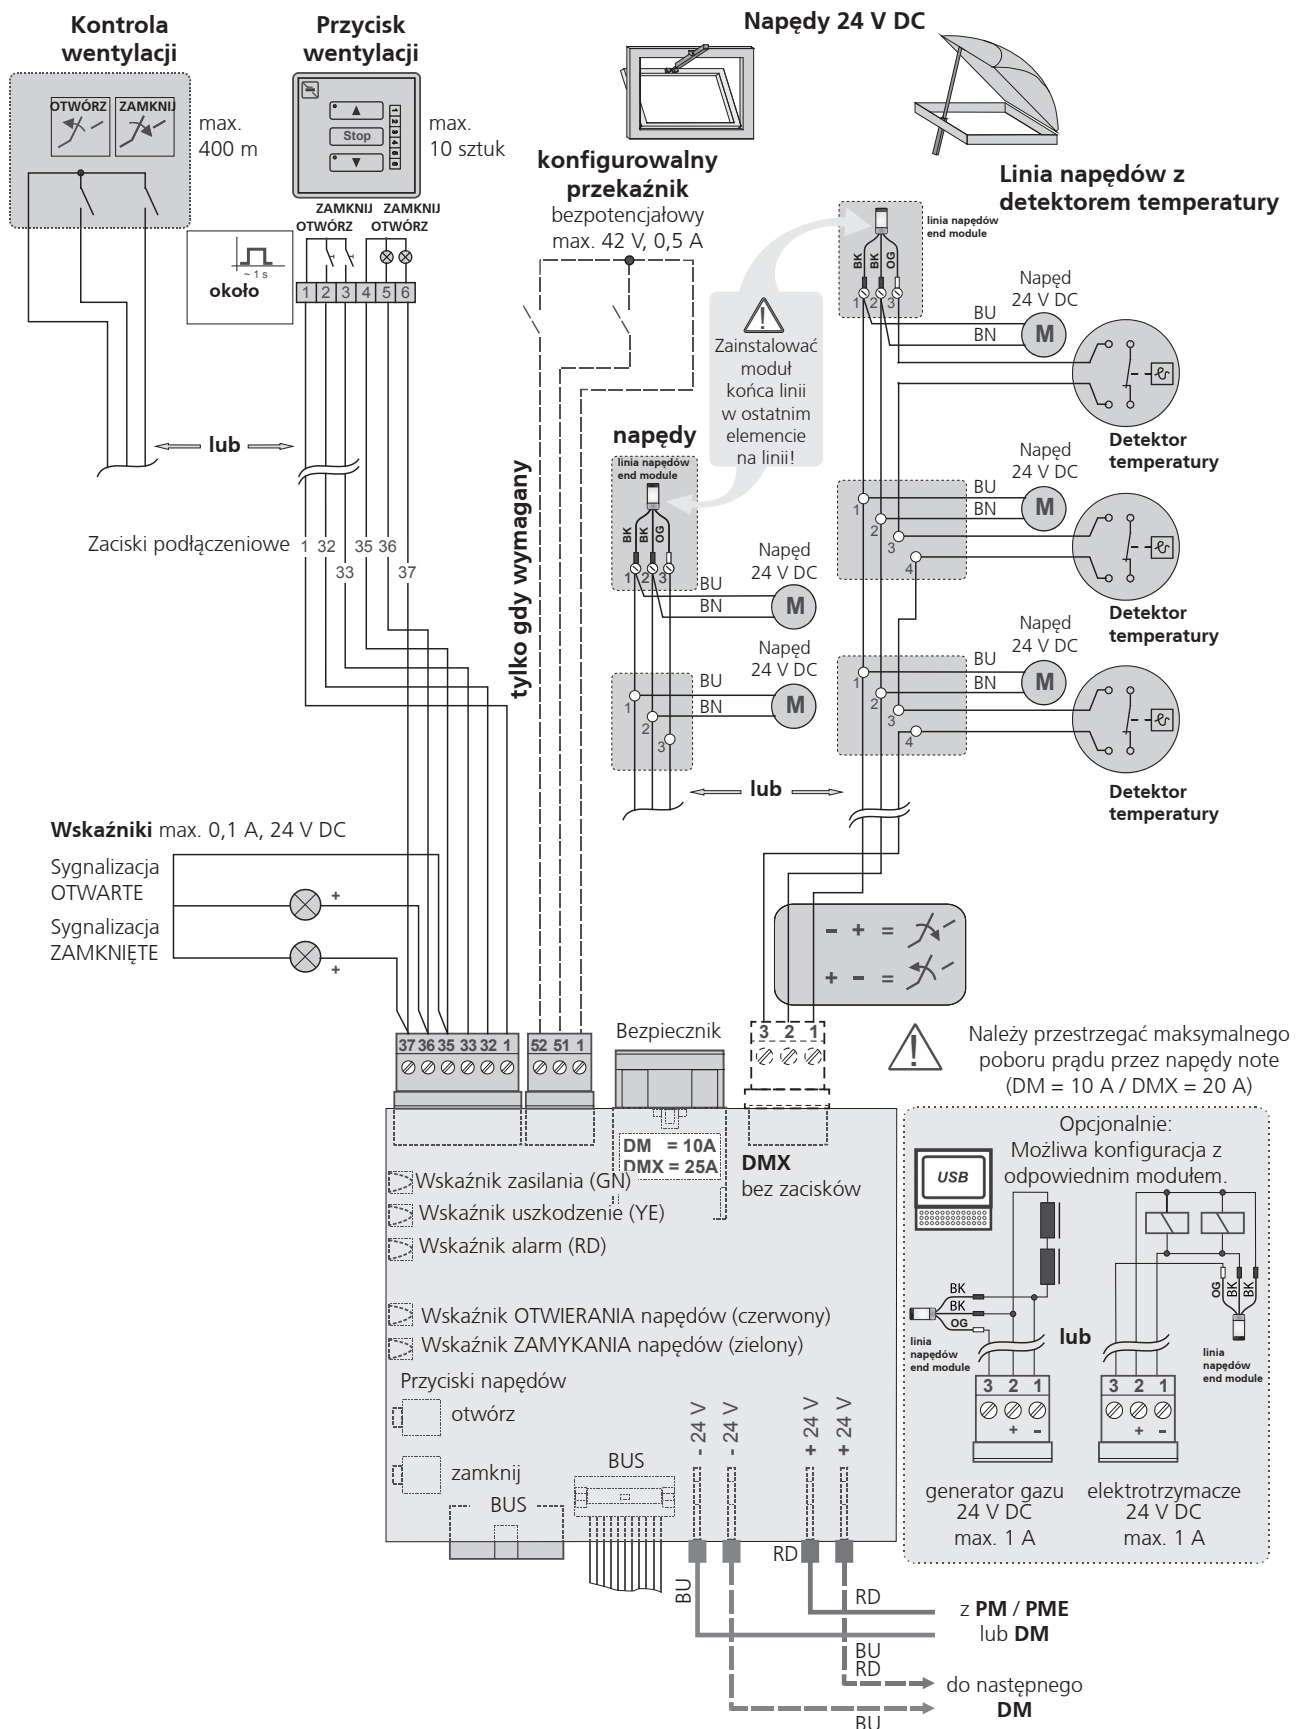 Kontrola
wentylacji
OTWÓRZ
ZAMKNIJ
max.
400 m
Przycisk
wentylacji
Stop
1
2
3
4
5
6
max.
10 sztuk
ZAMKNIJ ZAMKNIJ
OTWÓRZ OTWÓRZ
~ 1 s
około
1 2 3 4 5 6
lub
Zaciski podłączeniowe 1 32 35 36
33 37
Napędy 24 V DC
konfigurowalny
przekaźnik
bezpotencjałowy
max. 42 V, 0,5 A
tylko gdy wymagany
Zainstalować
moduł
końca linii
w ostatnim
elemencie
na linii!
napędy
linia napędów
end module
BK BK OG
1 2 3
BU
BN
Napęd
24 V DC
M
1
2
3
BU
BN
Napęd
24 V DC
M
lub
Linia napędów z
detektorem temperatury
linia napędów
end module
BK BK OG
1 2 3
BU
BN
Napęd
24 V DC
M
Detektor
temperatury
1
2
3
4
BU
BN
Napęd
24 V DC
M
Detektor
temperatury
1
2
3
4
BU
BN
Napęd
24 V DC
M
Detektor
temperatury
Wskaźniki max. 0,1 A, 24 V DC
Sygnalizacja
OTWARTE
+
Sygnalizacja
ZAMKNIĘTE
+
- + =
+ - =
37 36 35 33 32 1
52 51 1
Bezpiecznik
3 2 1
Należy przestrzegać maksymalnego
poboru prądu przez napędy note
(DM = 10 A / DMX = 20 A)
DM = 10A
DMX = 25A
DMX
bez zacisków
Wskaźnik zasilania (GN)
Wskaźnik uszkodzenie (YE)
Wskaźnik alarm (RD)
Wskaźnik OTWIERANIA napędów (czerwony)
Wskaźnik ZAMYKANIA napędów (zielony)
Przyciski napędów
otwórz
zamknij
BUS
BUS
- 24 V
- 24 V
+ 24 V
+ 24 V
Opcjonalnie:
Możliwa konfiguracja z
odpowiednim modułem.
USB
BK
BK
OG
linia
napędów
end module
lub
OG BK BK
linia
napędów
end module
3 2 1
+ -
3 2 1
+ -
generator gazu
24 V DC
max. 1 A
elektrotrzymacze
24 V DC
max. 1 A
RD
BU
RD
z PM / PME
lub DM
BU
RD
do następnego
DM
BU